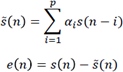 s̃(n) = ∑_{i=1}^{p} α_i s(n − i)
e(n) = s(n) − s̃(n)